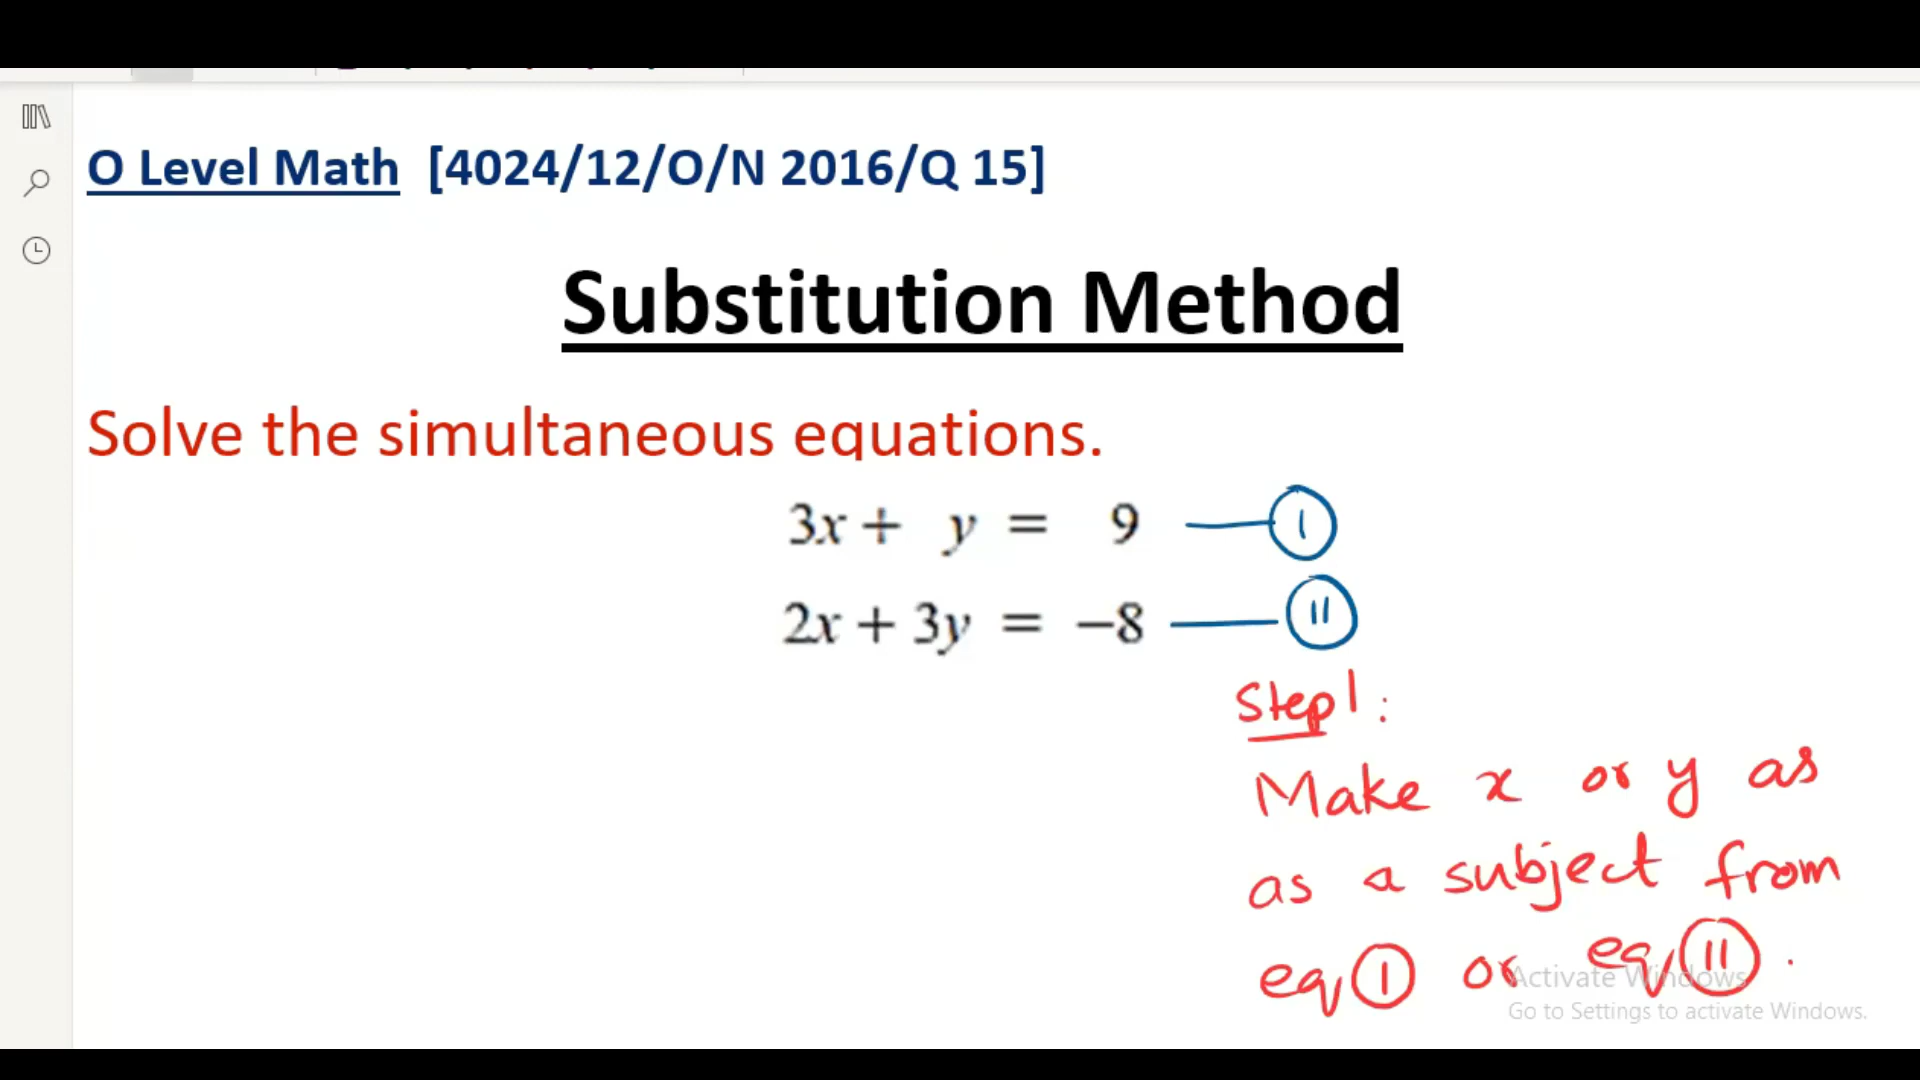 O Level Math [4024/12/O/N 2016/Q 15]
Substitution Method
Solve the simultaneous equations.
3x + y = 9 — I
2x + 3y = −8 — II
Step 1:
Make x or y as
as a subject from
eq I or eq II .
Activate Windows
Go to Settings to activate Windows.